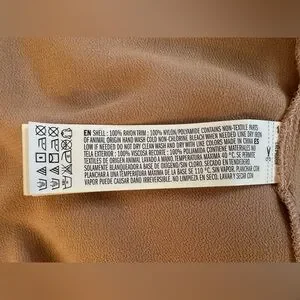 EN SHELL : 100% RAYON TRIM : 100% NYLON/POLYAMIDE CONTAINS NON-TEXTILE PARTS
OF ANIMAL ORIGIN HAND WASH COLD NON-CHLORINE BLEACH WHEN NEEDED LINE DRY IRON
LOW IF NEEDED DO NOT DRY CLEAN WASH AND DRY WITH LIKE COLORS MADE IN CHINA ES
TELA EXTERIOR : 100% VISCOSA RECORTE : 100% POLIAMIDA CONTIENE MATERIALES NO
TEXTILES DE ORIGEN ANIMAL LAVADO A MANO. TEMPERATURA MAXIMA 40 °C. SE PERMITE
SOLAMENTE BLANQUEADOR A BASE DE OXIGENO/SIN CLORO. SECADO EN TENDEDERO.
PLANCHAR A UNA TEMPERATURA MAXIMA DE LA BASE DE 110 °C. SIN VAPOR. PLANCHAR CON
VAPOR PUEDE CAUSAR DAÑO IRREVERSIBLE. NO LIMPIEZA EN SECO. LAVAR Y SECAR